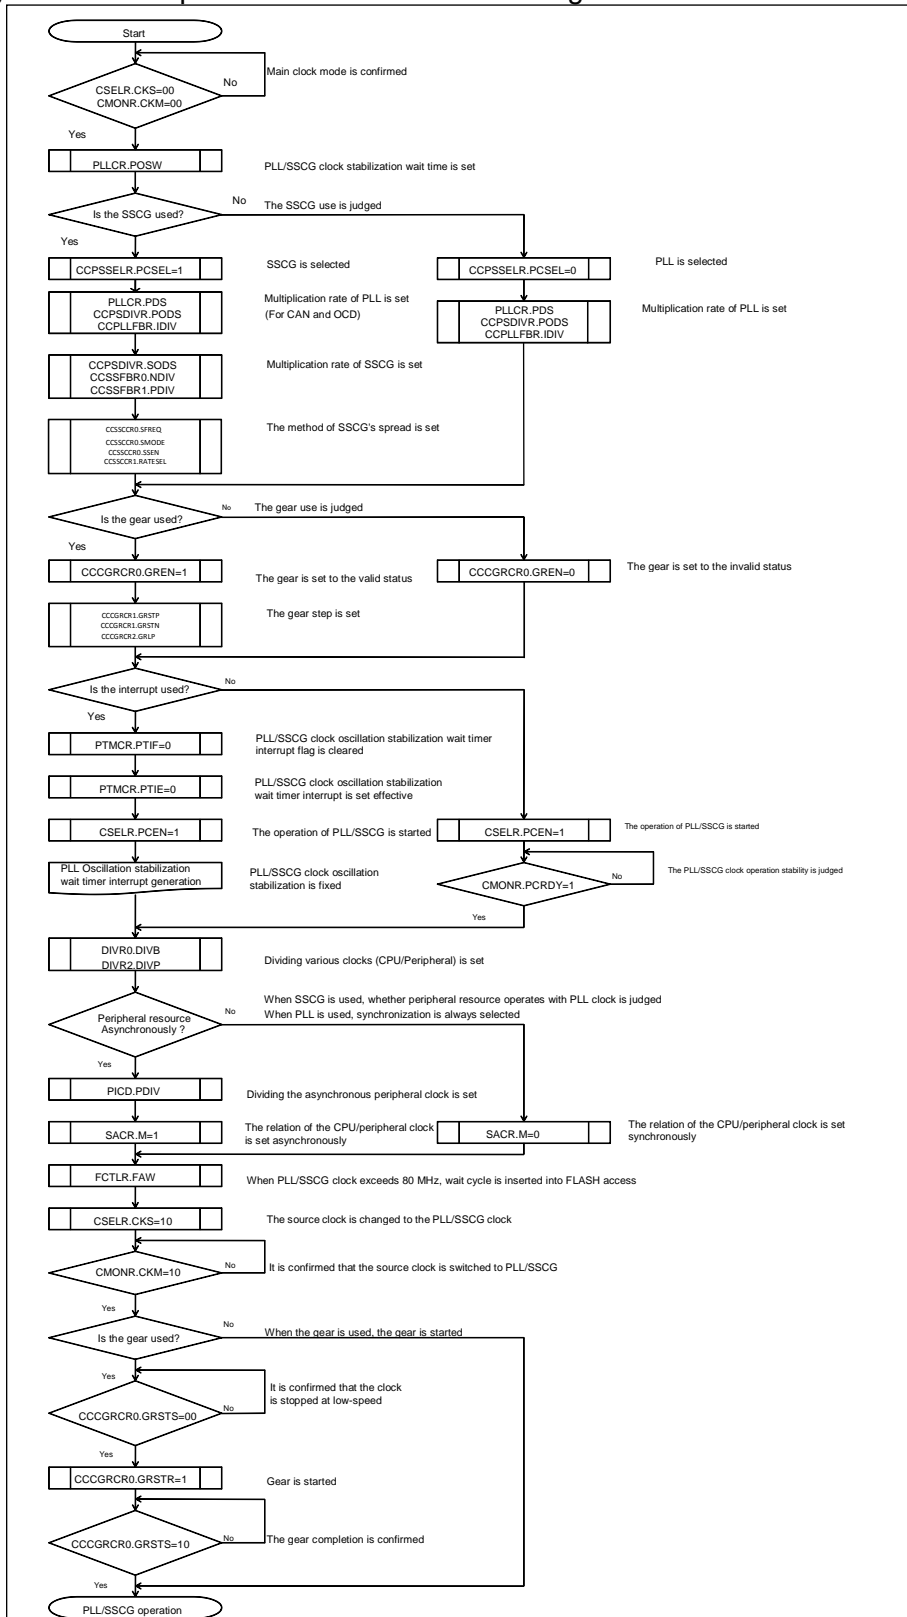 Start
Main clock mode is confirmed
No
CSELR.CKS=00
CMONR.CKM=00
Yes
PLLCR.POSW
PLL/SSCG clock stabilization wait time is set
No
The SSCG use is judged
Is the SSCG used?
Yes
CCPSSELR.PCSEL=1
SSCG is selected
CCPSSELR.PCSEL=0
PLL is selected
PLLCR.PDS
CCPSDIVR.PODS
CCPLLFBR.IDIV
Multiplication rate of PLL is set
(For CAN and OCD)
PLLCR.PDS
CCPSDIVR.PODS
CCPLLFBR.IDIV
Multiplication rate of PLL is set
CCPSDIVR.SODS
CCSSFBR0.NDIV
CCSSFBR1.PDIV
Multiplication rate of SSCG is set
CCSSCCR0.SFREQ
CCSSCCR0.SMODE
CCSSCCR0.SSEN
CCSSCCR1.RATESEL
The method of SSCG's spread is set
No
The gear use is judged
Is the gear used?
Yes
CCCGRCR0.GREN=1
The gear is set to the valid status
CCCGRCR0.GREN=0
The gear is set to the invalid status
CCCGRCR1.GRSTP
CCCGRCR1.GRSTN
CCCGRCR2.GRLP
The gear step is set
No
Is the interrupt used?
Yes
PTMCR.PTIF=0
PLL/SSCG clock oscillation stabilization wait timer
interrupt flag is cleared
PTMCR.PTIE=0
PLL/SSCG clock oscillation stabilization
wait timer interrupt is set effective
CSELR.PCEN=1
The operation of PLL/SSCG is started
CSELR.PCEN=1
The operation of PLL/SSCG is started
PLL Oscillation stabilization
wait timer interrupt generation
PLL/SSCG clock oscillation
stabilization is fixed
CMONR.PCRDY=1
No
The PLL/SSCG clock operation stability is judged
Yes
DIVR0.DIVB
DIVR2.DIVP
Dividing various clocks (CPU/Peripheral) is set
When SSCG is used, whether peripheral resource operates with PLL clock is judged
No
When PLL is used, synchronization is always selected
Peripheral resource
Asynchronously ?
Yes
PICD.PDIV
Dividing the asynchronous peripheral clock is set
SACR.M=1
The relation of the CPU/peripheral clock
is set asynchronously
SACR.M=0
The relation of the CPU/peripheral clock is set
synchronously
FCTLR.FAW
When PLL/SSCG clock exceeds 80 MHz, wait cycle is inserted into FLASH access
CSELR.CKS=10
The source clock is changed to the PLL/SSCG clock
CMONR.CKM=10
No
It is confirmed that the source clock is switched to PLL/SSCG
Yes
No
When the gear is used, the gear is started
Is the gear used?
Yes
It is confirmed that the clock
is stopped at low-speed
CCCGRCR0.GRSTS=00
No
Yes
CCCGRCR0.GRSTR=1
Gear is started
CCCGRCR0.GRSTS=10
No
The gear completion is confirmed
Yes
PLL/SSCG operation